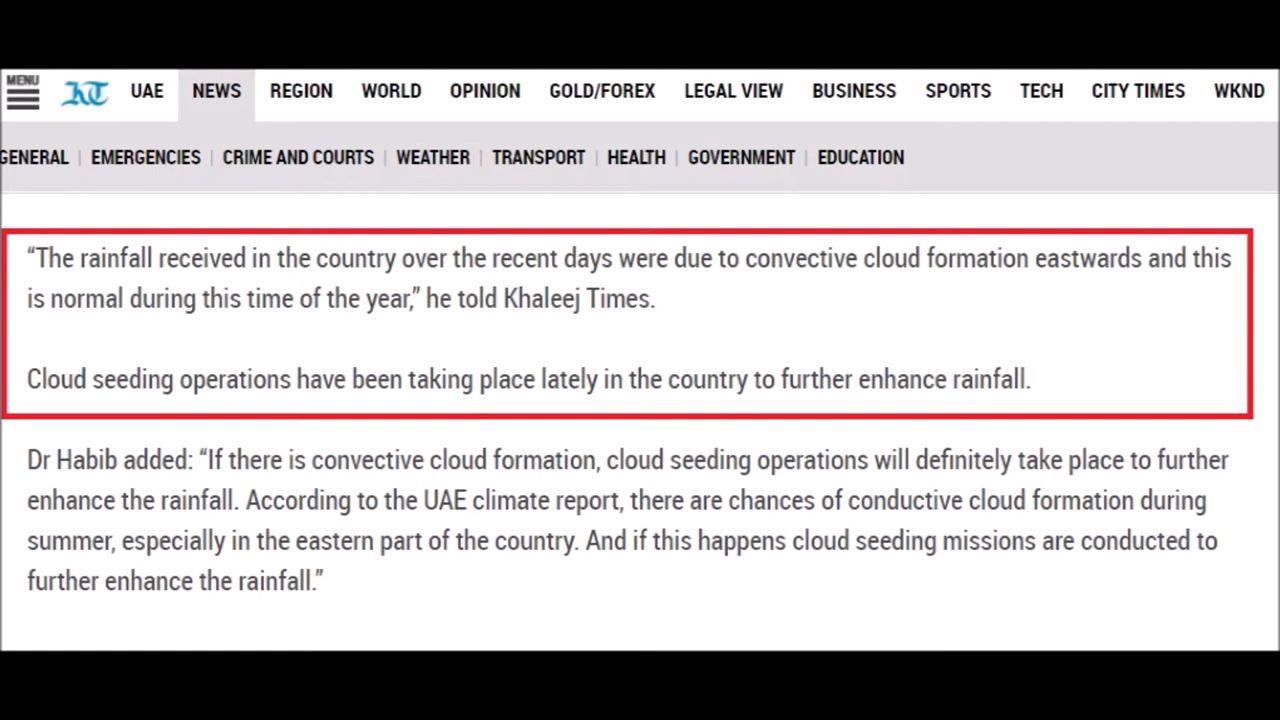 MENU
KT UAE NEWS REGION WORLD OPINION GOLD/FOREX LEGAL VIEW BUSINESS SPORTS TECH CITY TIMES WKND
GENERAL | EMERGENCIES | CRIME AND COURTS | WEATHER | TRANSPORT | HEALTH | GOVERNMENT | EDUCATION
“The rainfall received in the country over the recent days were due to convective cloud formation eastwards and this
is normal during this time of the year,” he told Khaleej Times.
Cloud seeding operations have been taking place lately in the country to further enhance rainfall.
Dr Habib added: “If there is convective cloud formation, cloud seeding operations will definitely take place to further
enhance the rainfall. According to the UAE climate report, there are chances of conductive cloud formation during
summer, especially in the eastern part of the country. And if this happens cloud seeding missions are conducted to
further enhance the rainfall.”